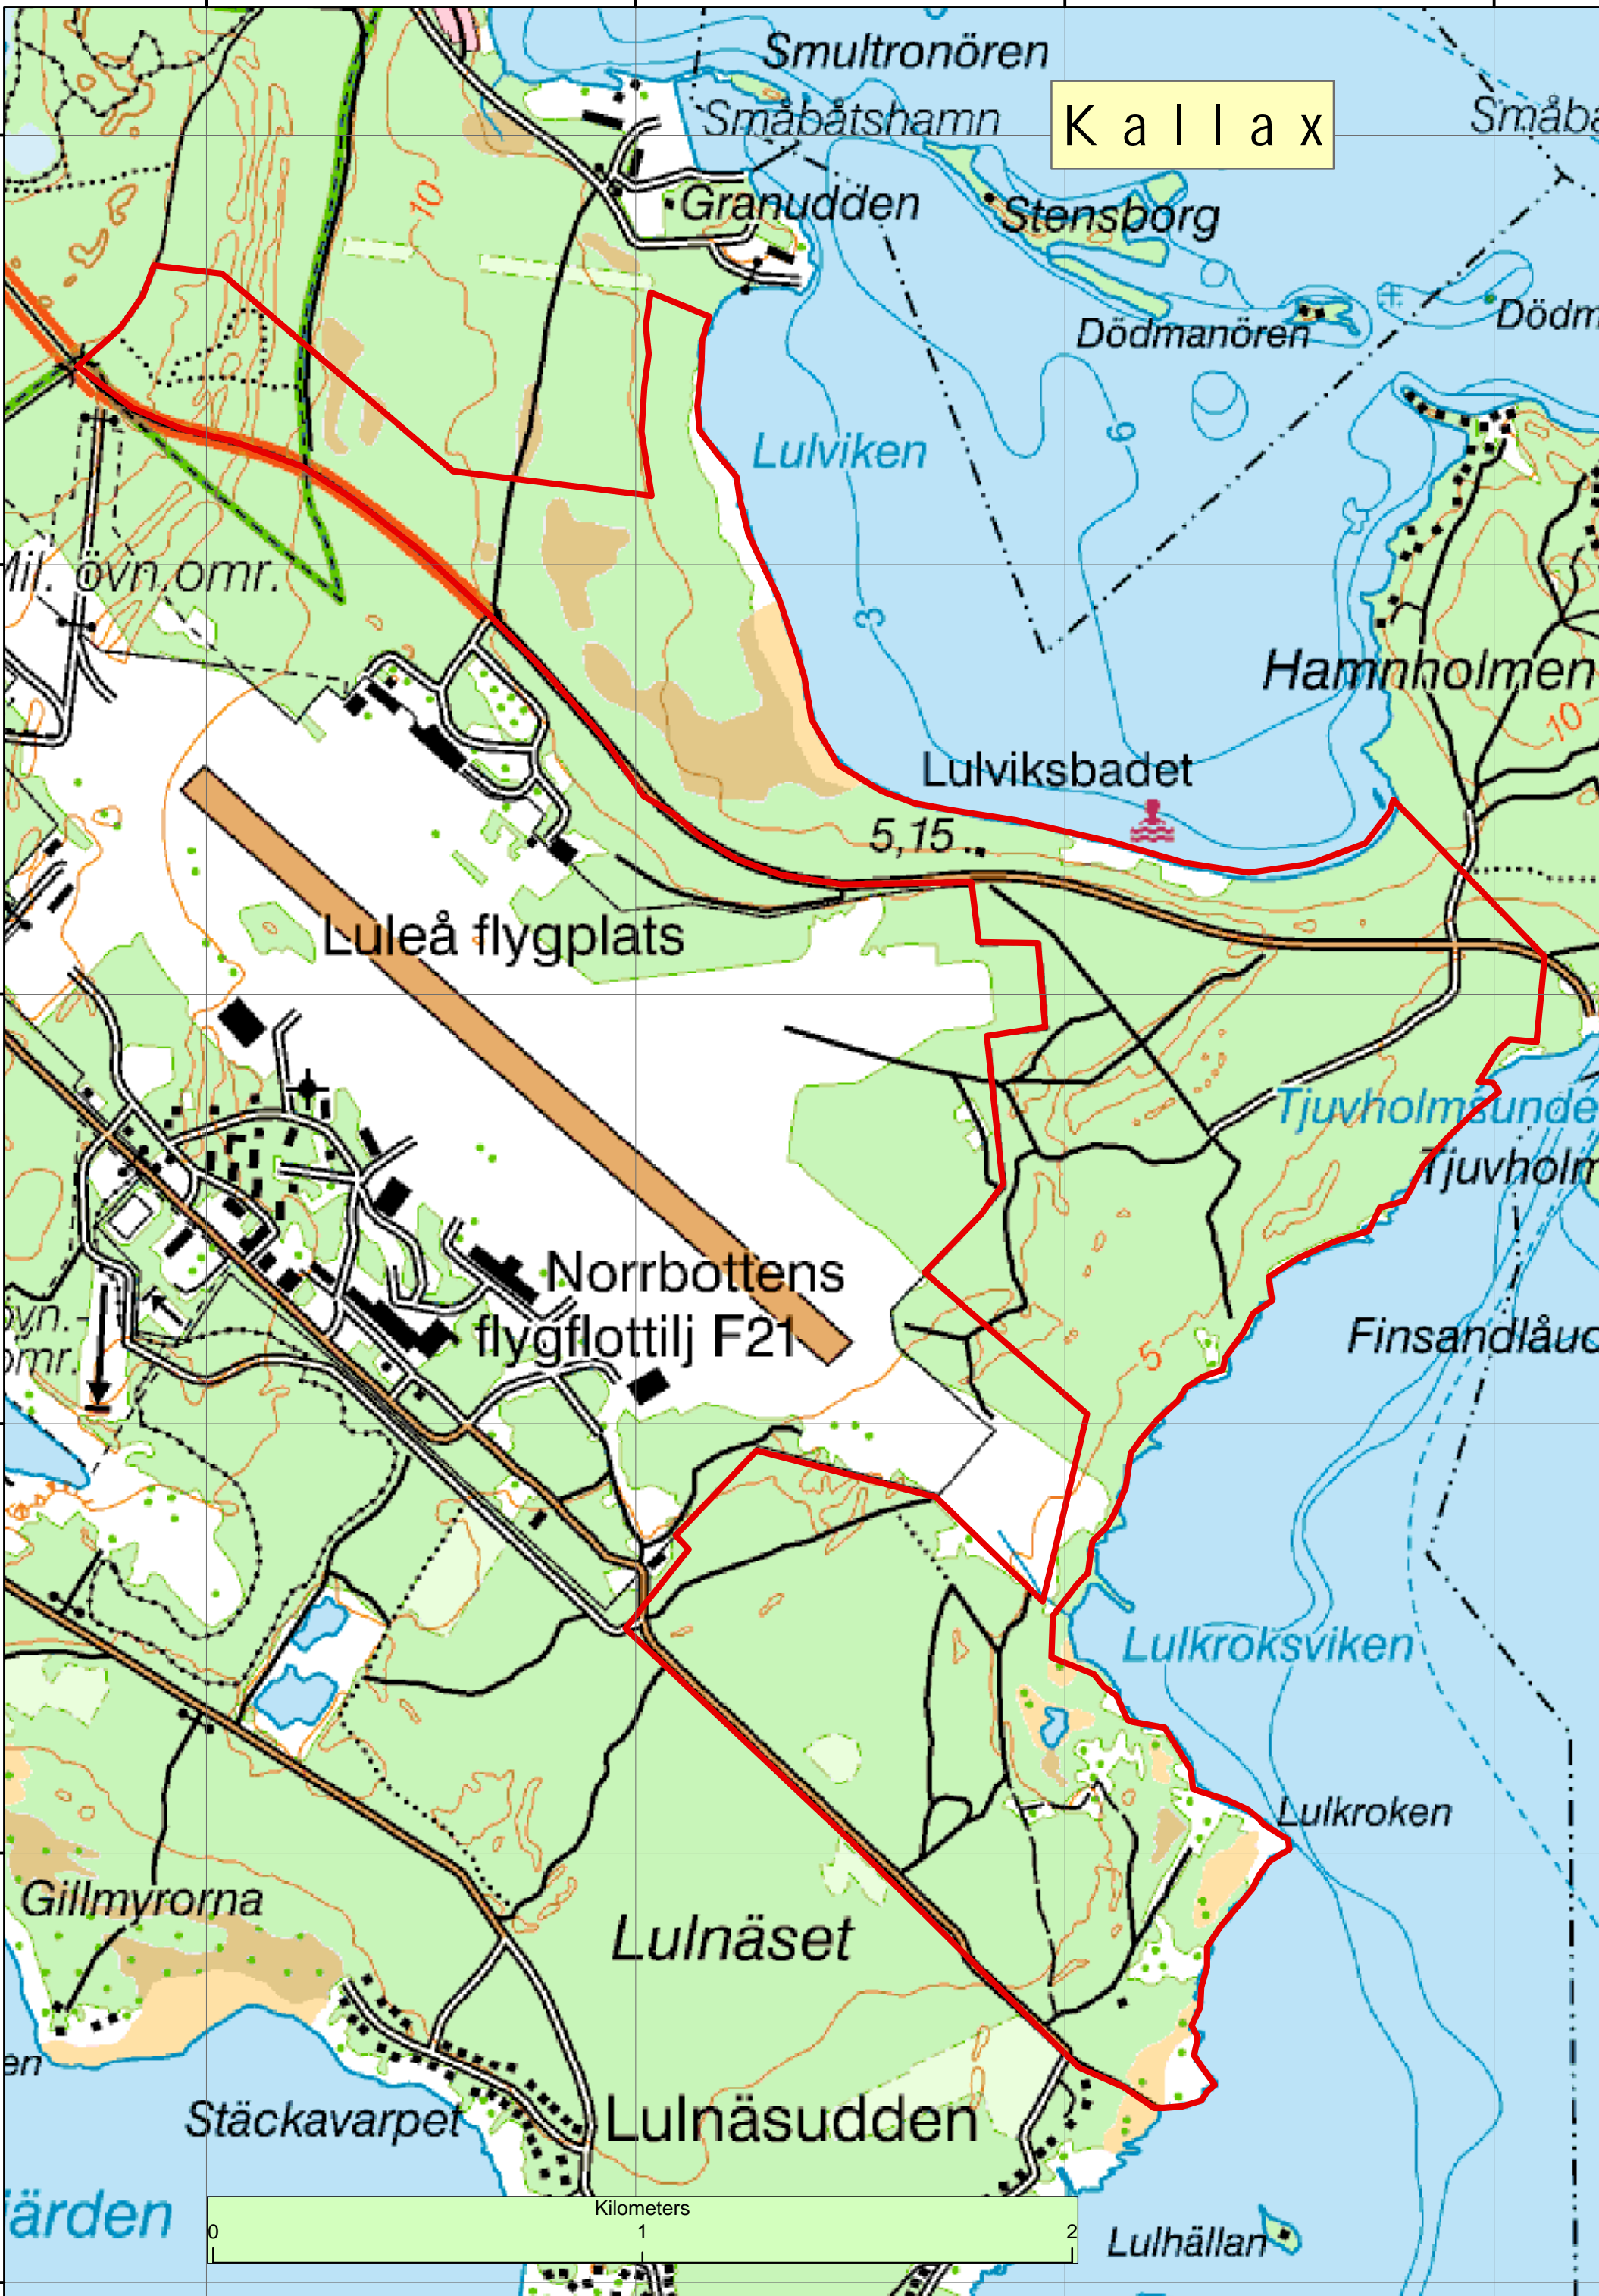 Smultronören
Småbåtshamn
K a l l a x
Småbå
10
Granudden
Stensborg
Dödmanören
Dödm
Lulviken
6
3
Mil. övn.omr.
Hamnholmen
10
Lulviksbadet
5,15
Luleå flygplats
Tjuvholmsunde
Tjuvholm
Norrbottens
flygflottilj F21
övn.-
omr.
5
Finsandlåud
Lulkroksviken
Lulkroken
Gillmyrorna
Lulnäset
en
Stäckavarpet
Lulnäsudden
järden
Kilometers
0 1 2
Lulhällan